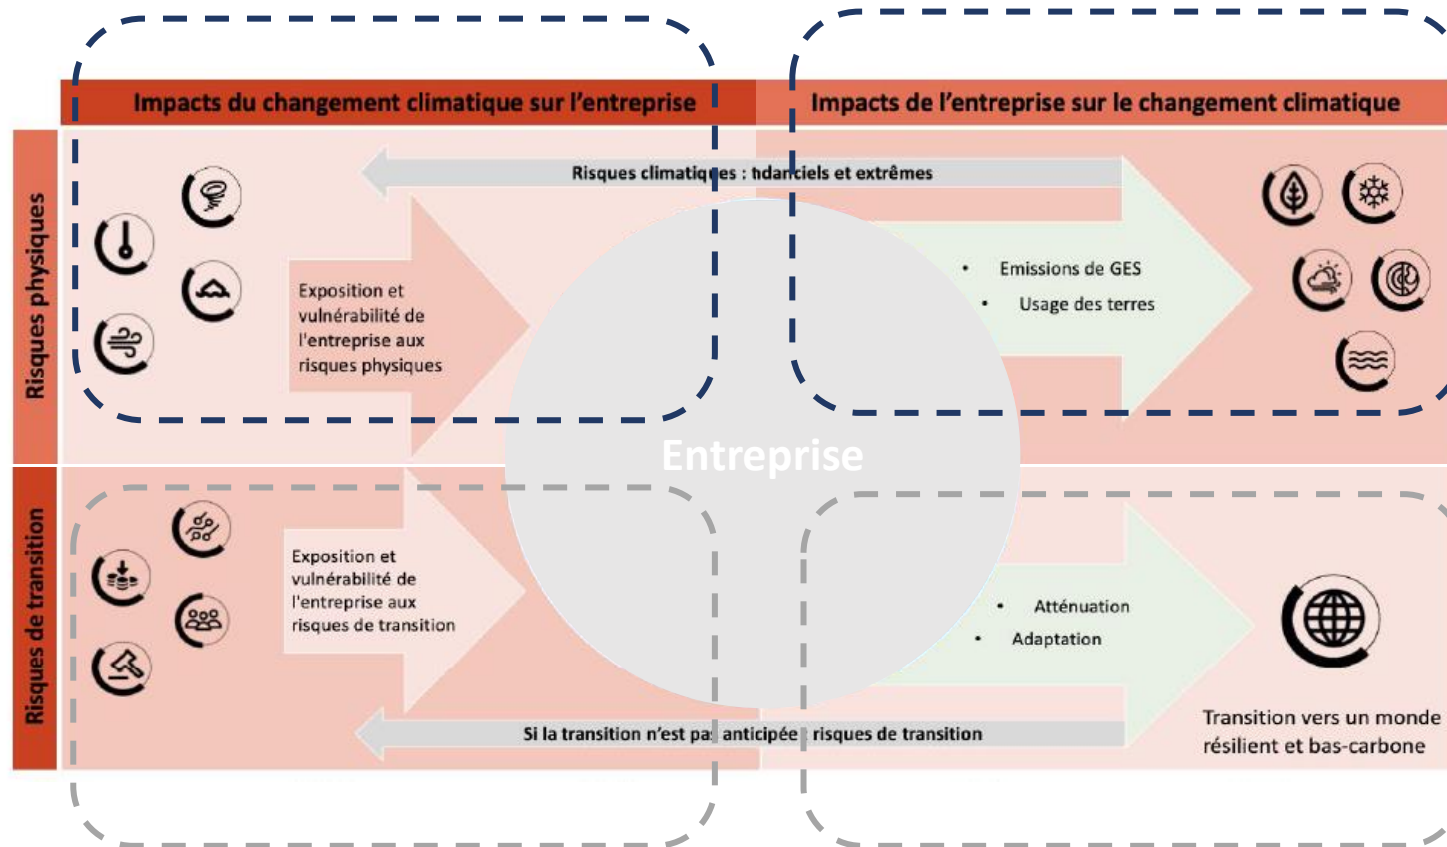 Impacts du changement climatique sur l'entreprise
Impacts de l'entreprise sur le changement climatique
Risques physiques
Risques climatiques : et extrêmes
Exposition et
vulnérabilité de
l'entreprise aux
risques physiques
• Emissions de GES
• Usage des terres
Entreprise
Risques de transition
Exposition et
vulnérabilité de
l'entreprise aux
risques de transition
• Atténuation
• Adaptation
Si la transition n'est pas anticipée : risques de transition
Transition vers un monde
résilient et bas-carbone